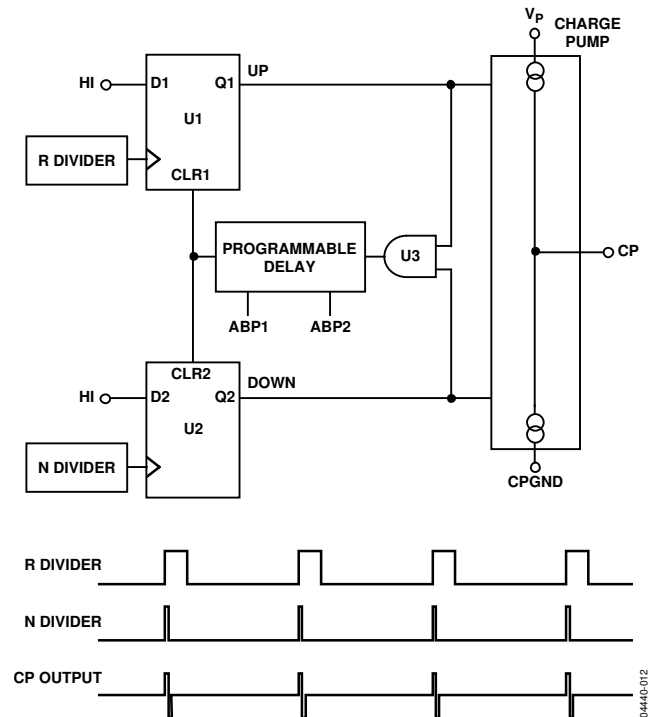 VP
CHARGE
PUMP
HI
D1
Q1
UP
U1
R DIVIDER
CLR1
PROGRAMMABLE
DELAY
U3
CP
ABP1
ABP2
CLR2
DOWN
HI
D2
Q2
U2
N DIVIDER
CPGND
R DIVIDER
N DIVIDER
CP OUTPUT
04440-012